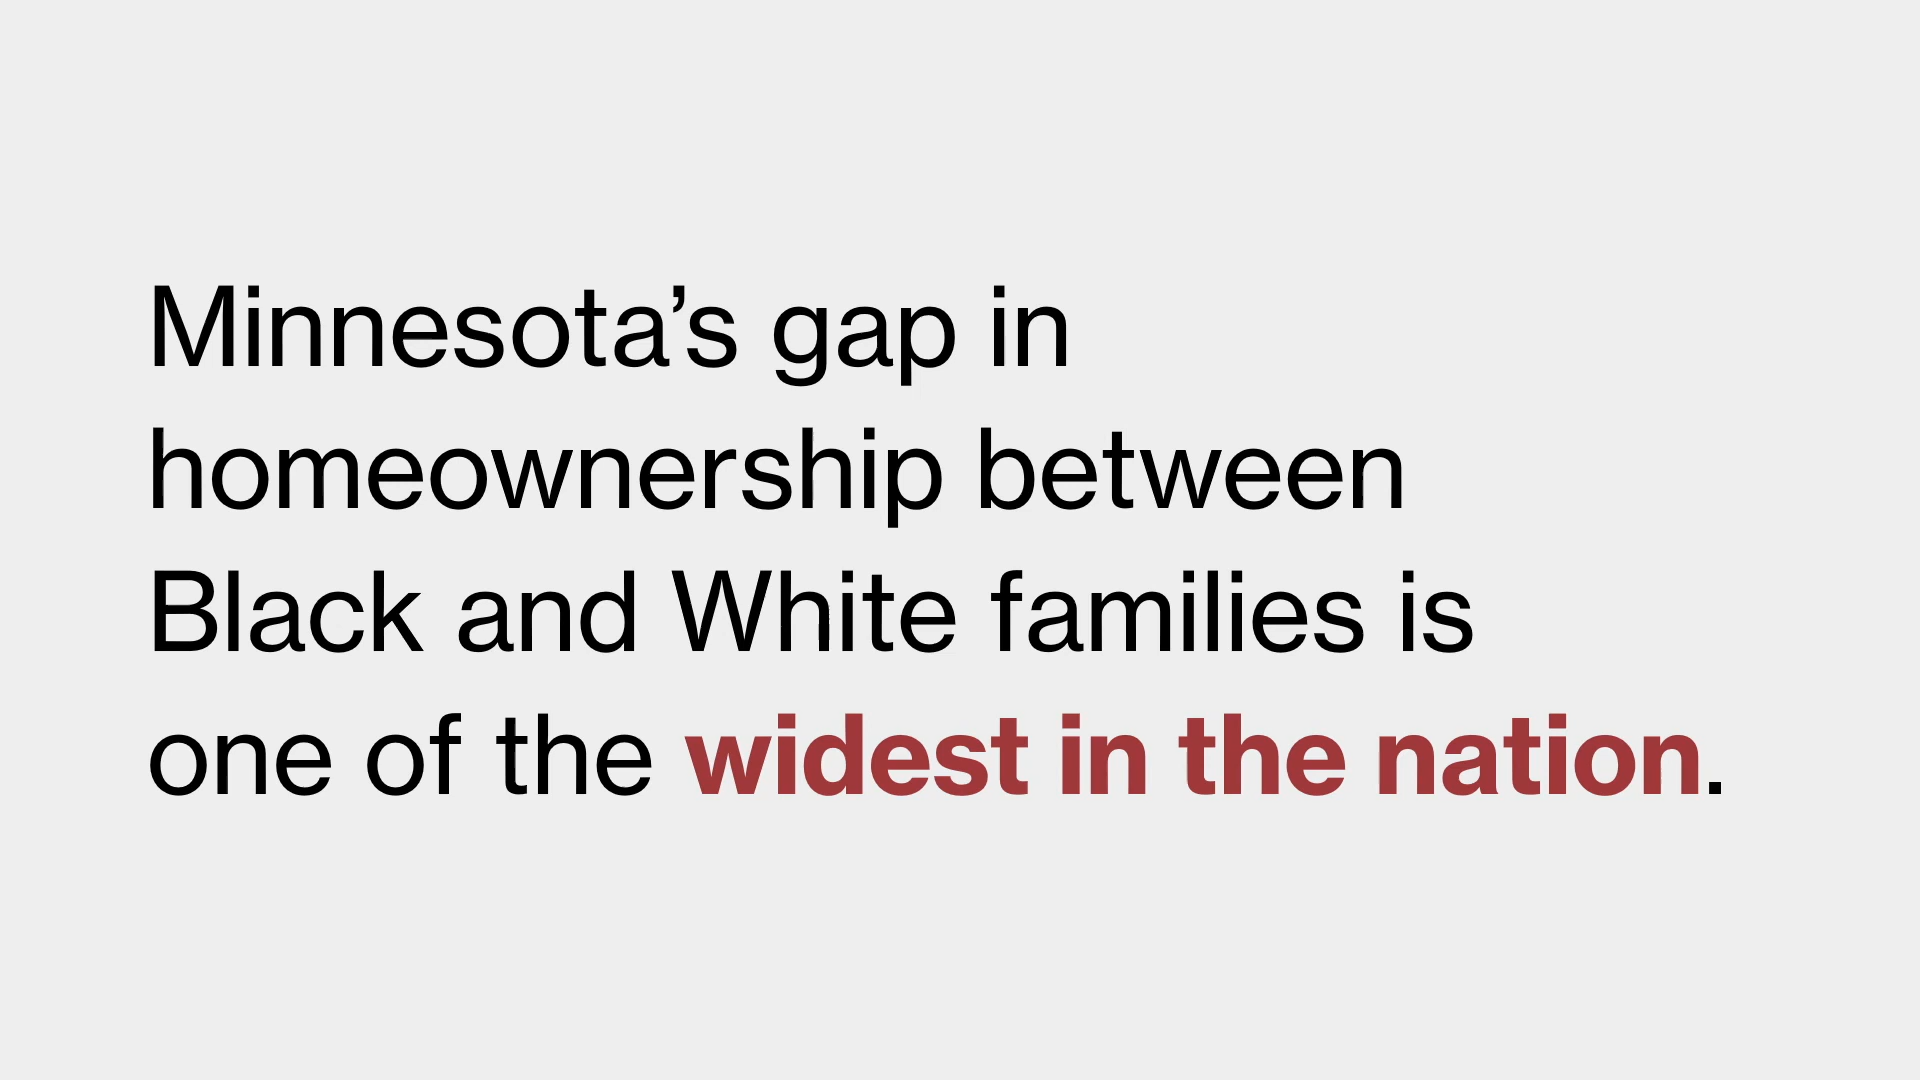 Minnesota’s gap in
homeownership between
Black and White families is
one of the widest in the nation.